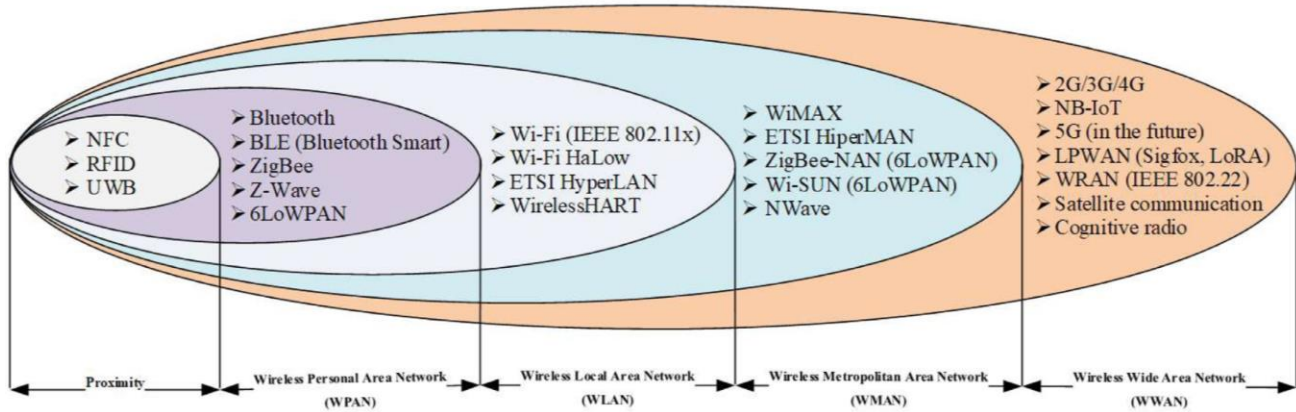 ➤ NFC
➤ RFID
➤ UWB
➤ Bluetooth
➤ BLE (Bluetooth Smart)
➤ ZigBee
➤ Z-Wave
➤ 6LoWPAN
➤ Wi-Fi (IEEE 802.11x)
➤ Wi-Fi HaLow
➤ ETSI HyperLAN
➤ WirelessHART
➤ WiMAX
➤ ETSI HiperMAN
➤ ZigBee-NAN (6LoWPAN)
➤ Wi-SUN (6LoWPAN)
➤ NWave
➤ 2G/3G/4G
➤ NB-IoT
➤ 5G (in the future)
➤ LPWAN (Sigfox, LoRA)
➤ WRAN (IEEE 802.22)
➤ Satellite communication
➤ Cognitive radio
Proximity
Wireless Personal Area Network
(WPAN)
Wireless Local Area Network
(WLAN)
Wireless Metropolitan Area Network
(WMAN)
Wireless Wide Area Network
(WWAN)